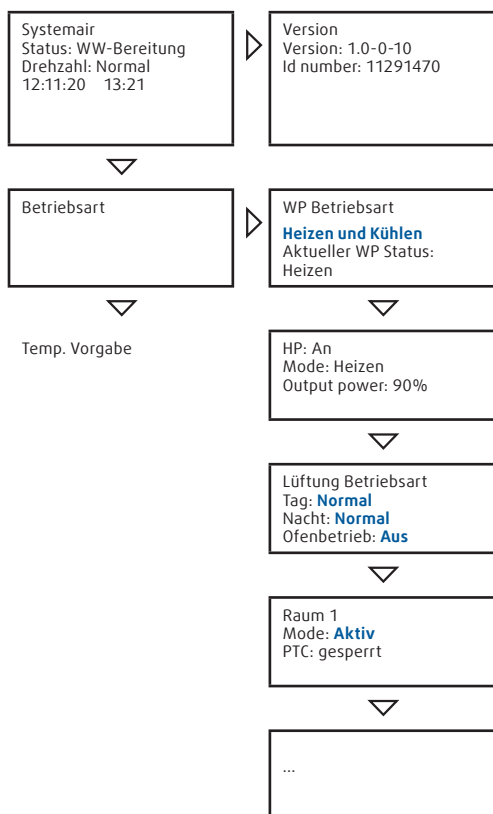 Systemair
Status: WW-Bereitung
Drehzahl: Normal
12:11:20 13:21
Version
Version: 1.0-0-10
Id number: 11291470
Betriebsart
WP Betriebsart
Heizen und Kühlen
Aktueller WP Status:
Heizen
Temp. Vorgabe
HP: An
Mode: Heizen
Output power: 90%
Lüftung Betriebsart
Tag: Normal
Nacht: Normal
Ofenbetrieb: Aus
Raum 1
Mode: Aktiv
PTC: gesperrt
...